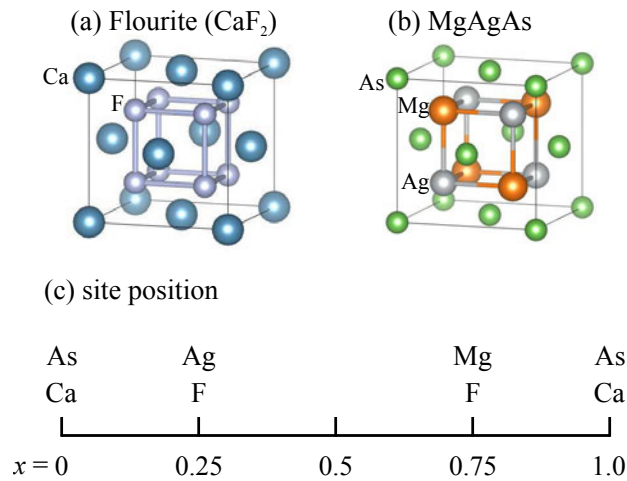 (a) Flourite (CaF₂)
(b) MgAgAs
Ca
F
As
Mg
Ag
(c) site position
As Ag Mg As
Ca F F Ca
x = 0 0.25 0.5 0.75 1.0